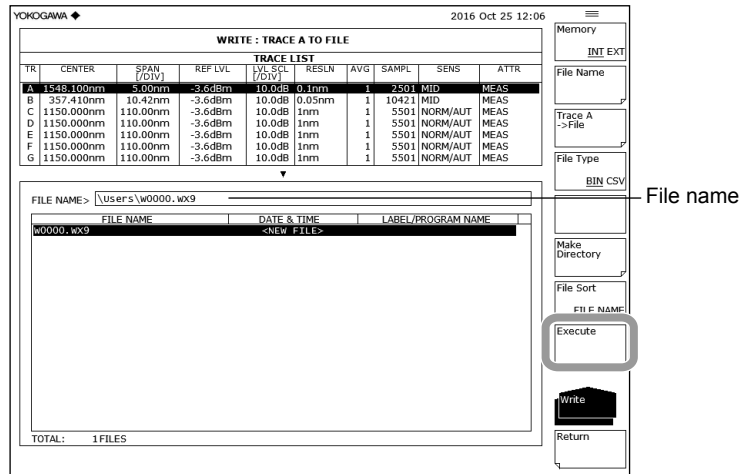 YOKOGAWA ◆
2016 Oct 25 12:06
WRITE : TRACE A TO FILE
TRACE LIST
TR CENTER SPAN [/DIV] REF LVL LVL SCL [/DIV] RESLN AVG SAMPL SENS ATTR
A 1548.100nm 5.00nm -3.6dBm 10.0dB 0.1nm 1 2501 MID MEAS
B 357.410nm 10.42nm -3.6dBm 10.0dB 0.05nm 1 10421 MID MEAS
C 1150.000nm 110.00nm -3.6dBm 10.0dB 1nm 1 5501 NORM/AUT MEAS
D 1150.000nm 110.00nm -3.6dBm 10.0dB 1nm 1 5501 NORM/AUT MEAS
E 1150.000nm 110.00nm -3.6dBm 10.0dB 1nm 1 5501 NORM/AUT MEAS
F 1150.000nm 110.00nm -3.6dBm 10.0dB 1nm 1 5501 NORM/AUT MEAS
G 1150.000nm 110.00nm -3.6dBm 10.0dB 1nm 1 5501 NORM/AUT MEAS
▼
FILE NAME> \Users\W0000.WX9
FILE NAME DATE & TIME LABEL/PROGRAM NAME
W0000.WX9 <NEW FILE>
TOTAL: 1FILES
Memory
INT EXT
File Name
Trace A
->File
File Type
BIN CSV
Make
Directory
File Sort
FILE NAME
Execute
Write
Return
File name